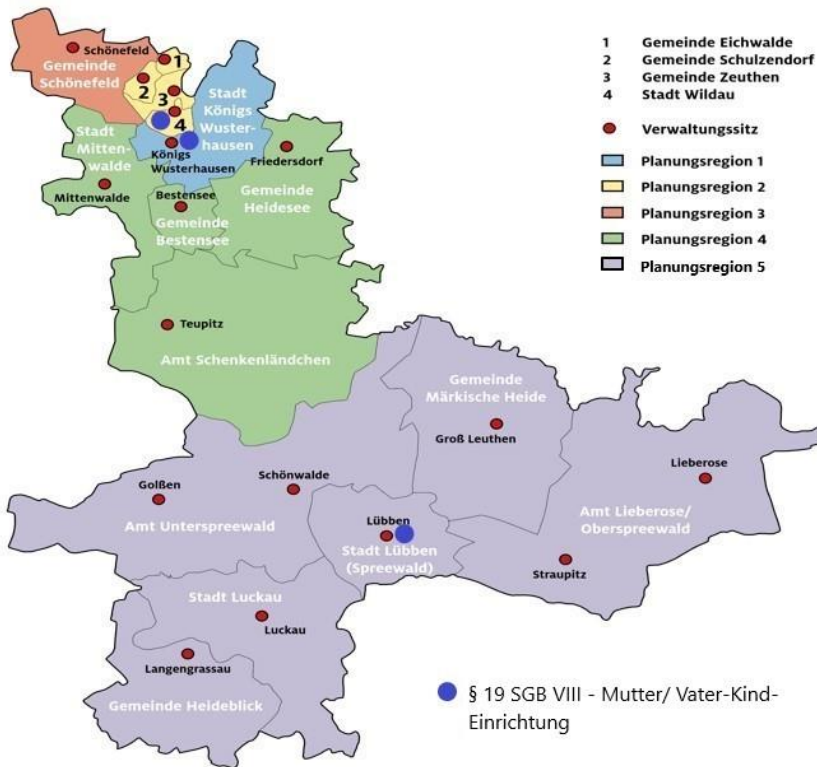 Schönefeld
Gemeinde
Schönefeld
1
2
3
4
Stadt
Königs
Wuster-
hausen
Stadt
Mitten-
walde
Königs
Wusterhausen
Friedersdorf
Mittenwalde
Bestensee
Gemeinde
Bestensee
Gemeinde
Heidesee
Teupitz
Amt Schenkenländchen
Gemeinde
Märkische Heide
Groß Leuthen
Lieberose
Golßen
Schönwalde
Amt Unterspreewald
Lübben
Stadt Lübben
(Spreewald)
Amt Lieberose/
Oberspreewald
Straupitz
Stadt Luckau
Luckau
Langengrassau
Gemeinde Heideblick
1 Gemeinde Eichwalde
2 Gemeinde Schulzendorf
3 Gemeinde Zeuthen
4 Stadt Wildau
Verwaltungssitz
Planungsregion 1
Planungsregion 2
Planungsregion 3
Planungsregion 4
Planungsregion 5
§ 19 SGB VIII - Mutter/ Vater-Kind-
Einrichtung